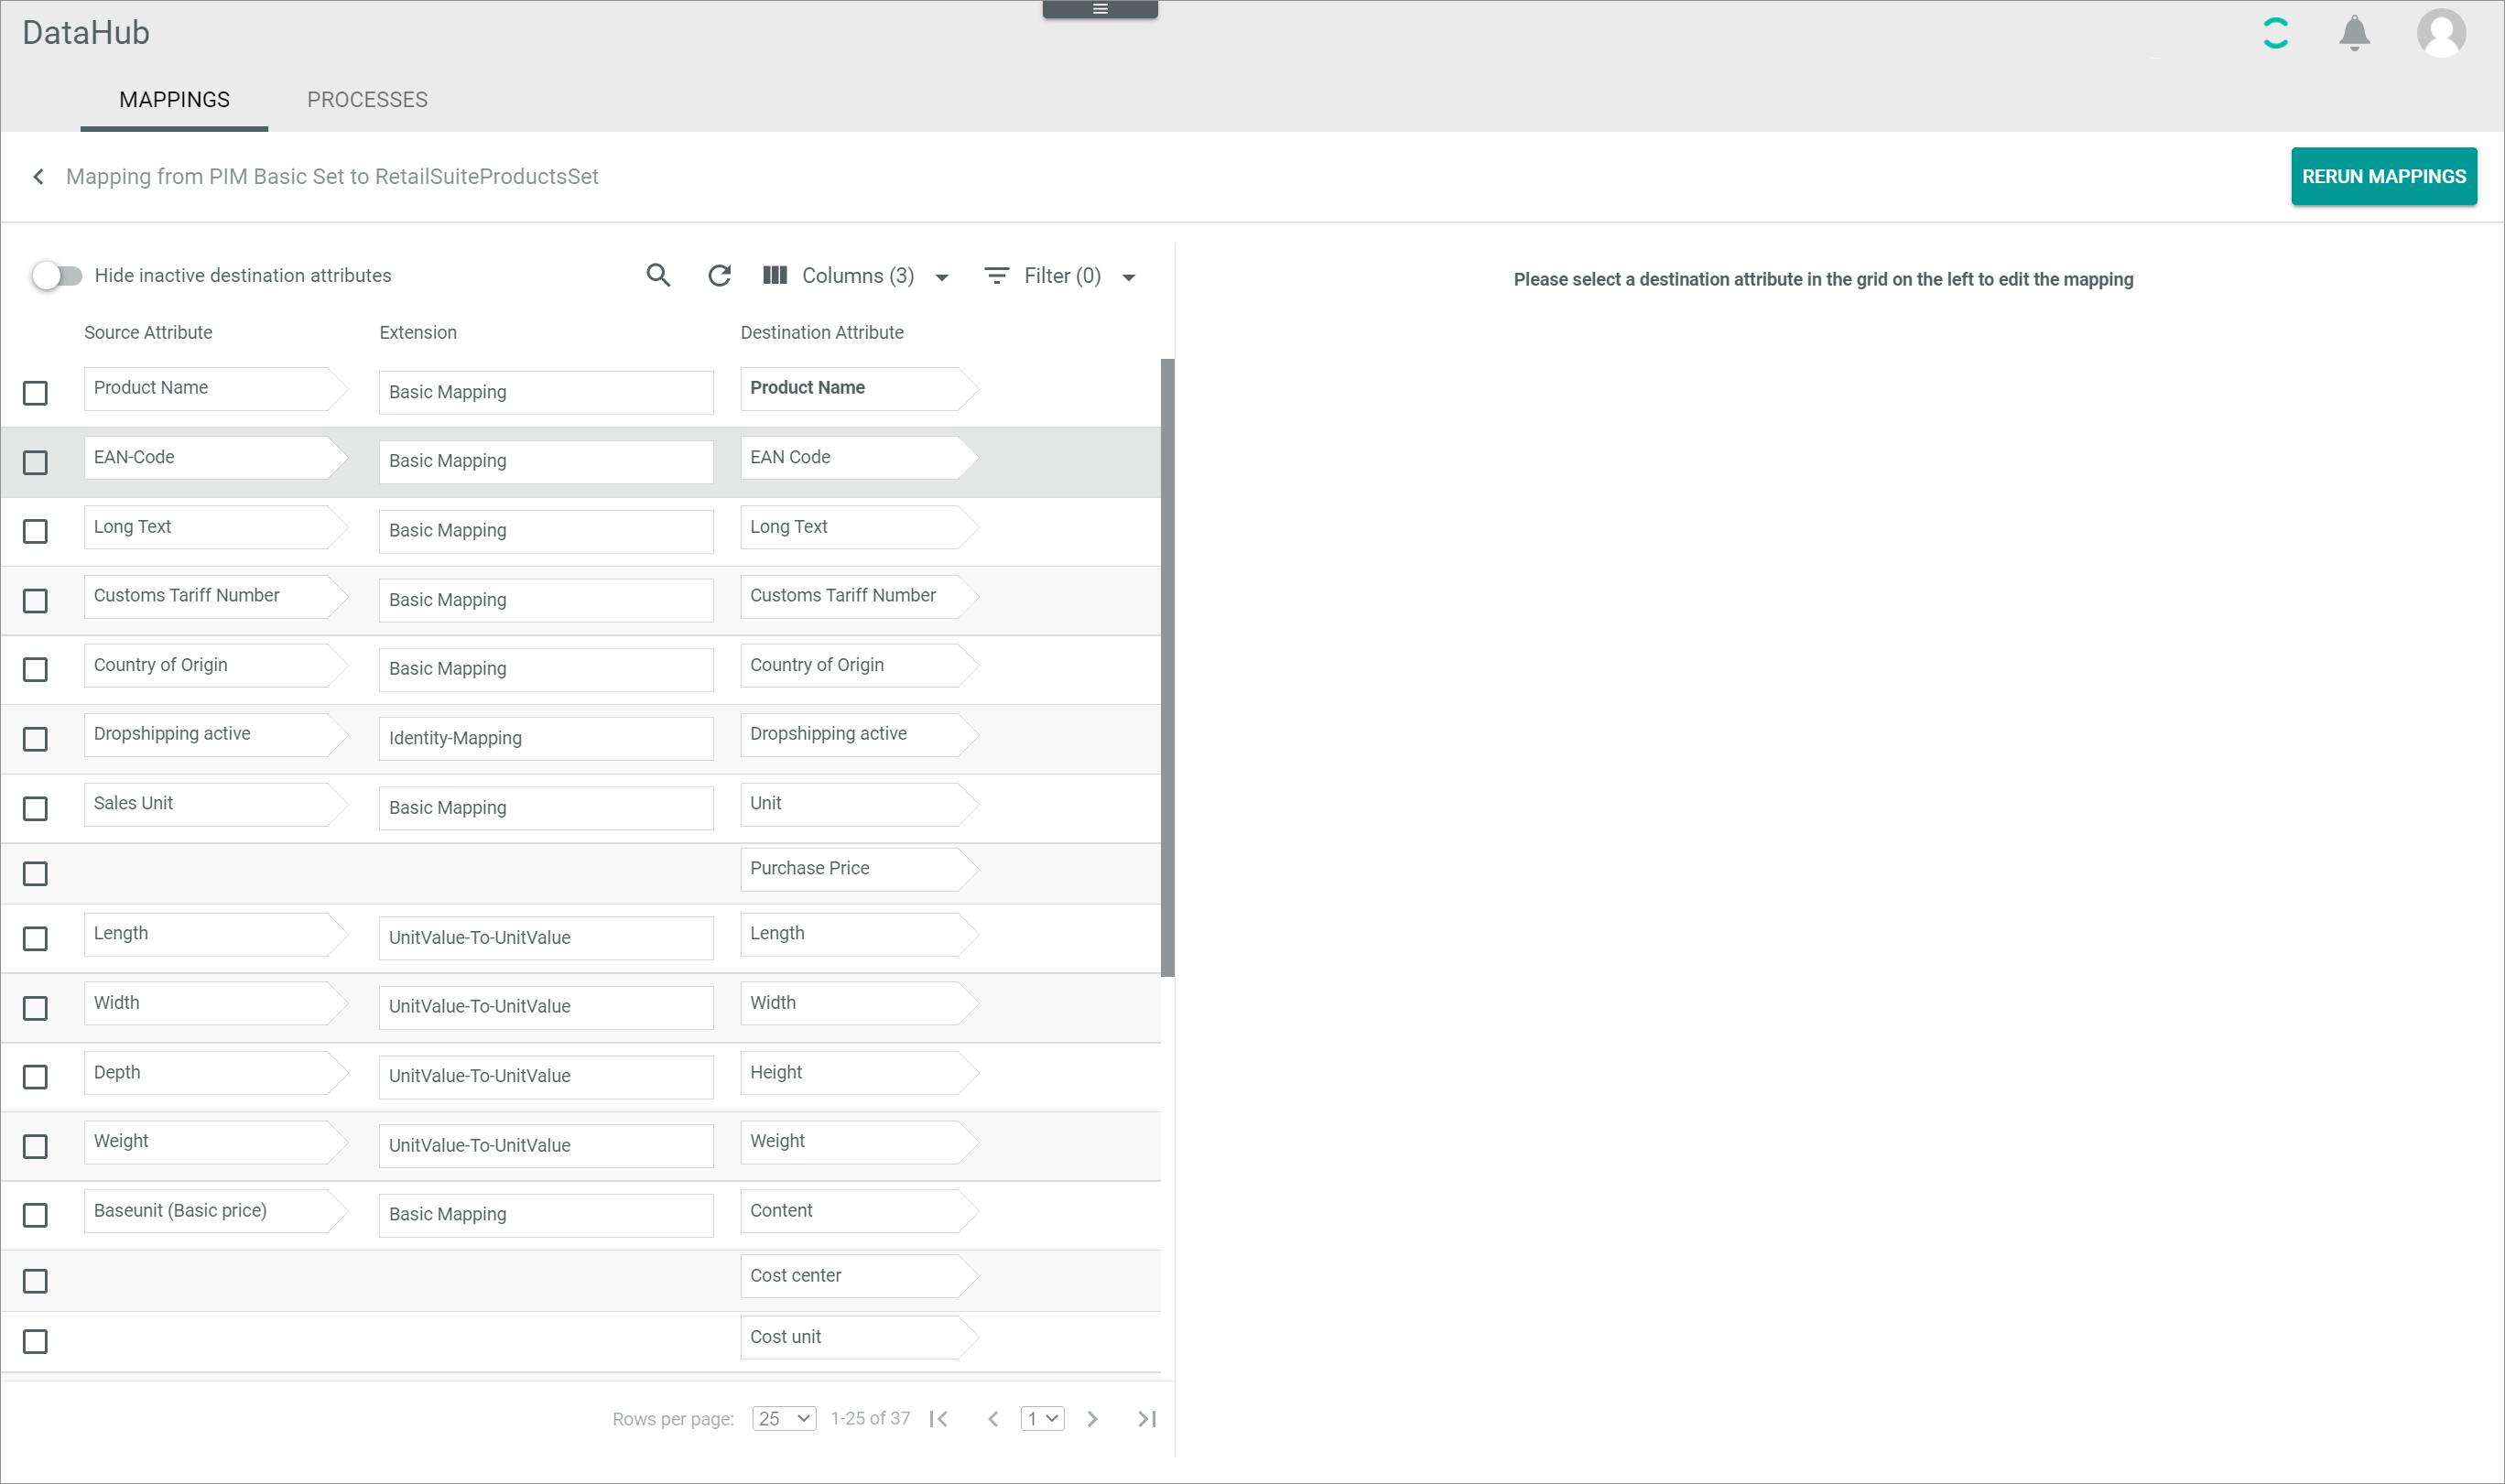 DataHub
MAPPINGS PROCESSES
Mapping from PIM Basic Set to RetailSuiteProductsSet RERUN MAPPINGS
Hide inactive destination attributes Columns (3) Filter (0)
Please select a destination attribute in the grid on the left to edit the mapping
Source Attribute Extension Destination Attribute
Product Name Basic Mapping Product Name
EAN-Code Basic Mapping EAN Code
Long Text Basic Mapping Long Text
Customs Tariff Number Basic Mapping Customs Tariff Number
Country of Origin Basic Mapping Country of Origin
Dropshipping active Identity-Mapping Dropshipping active
Sales Unit Basic Mapping Unit
Purchase Price
Length UnitValue-To-UnitValue Length
Width UnitValue-To-UnitValue Width
Depth UnitValue-To-UnitValue Height
Weight UnitValue-To-UnitValue Weight
Baseunit (Basic price) Basic Mapping Content
Cost center
Cost unit
Rows per page: 25 1-25 of 37 1